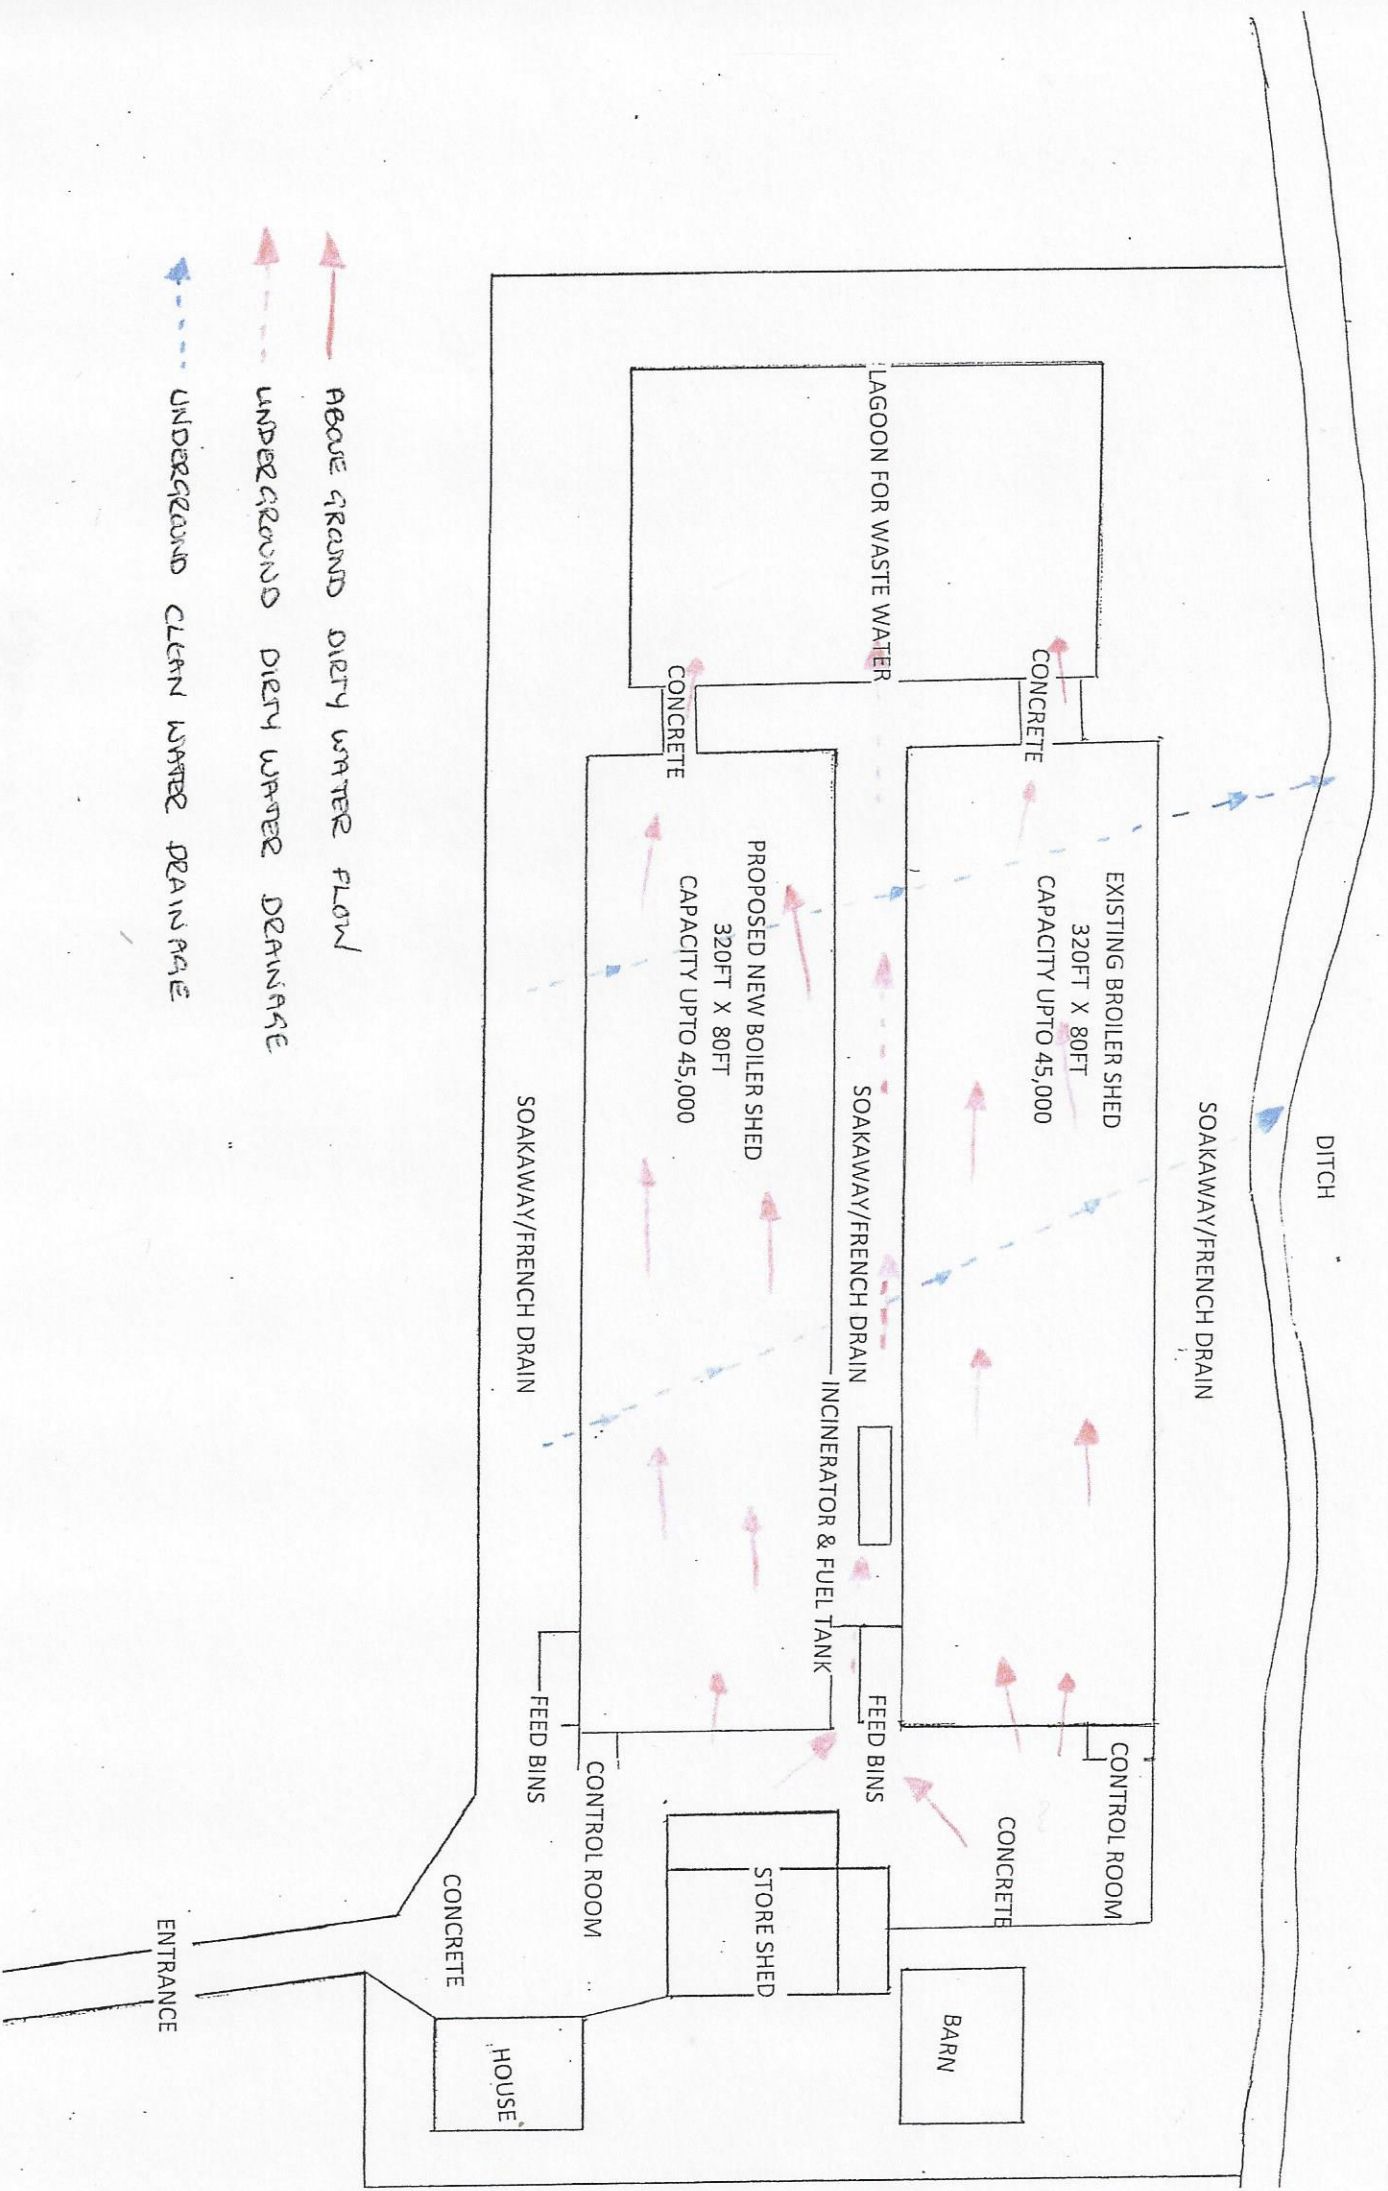 DITCH
SOAKAWAY/FRENCH DRAIN
EXISTING BROILER SHED
320FT X 80FT
CAPACITY UPTO 45,000
CONTROL ROOM
CONCRETE
CONCRETE
BARN
LAGOON FOR WASTE WATER
SOAKAWAY/FRENCH DRAIN
FEED BINS
INCINERATOR & FUEL TANK
STORE SHED
PROPOSED NEW BOILER SHED
320FT X 80FT
CAPACITY UPTO 45,000
CONCRETE
CONTROL ROOM
SOAKAWAY/FRENCH DRAIN
FEED BINS
HOUSE
CONCRETE
ENTRANCE
ABOVE GROUND DIRTY WATER FLOW
UNDERGROUND DIRTY WATER DRAINAGE
UNDERGROUND CLEAN WATER DRAINAGE